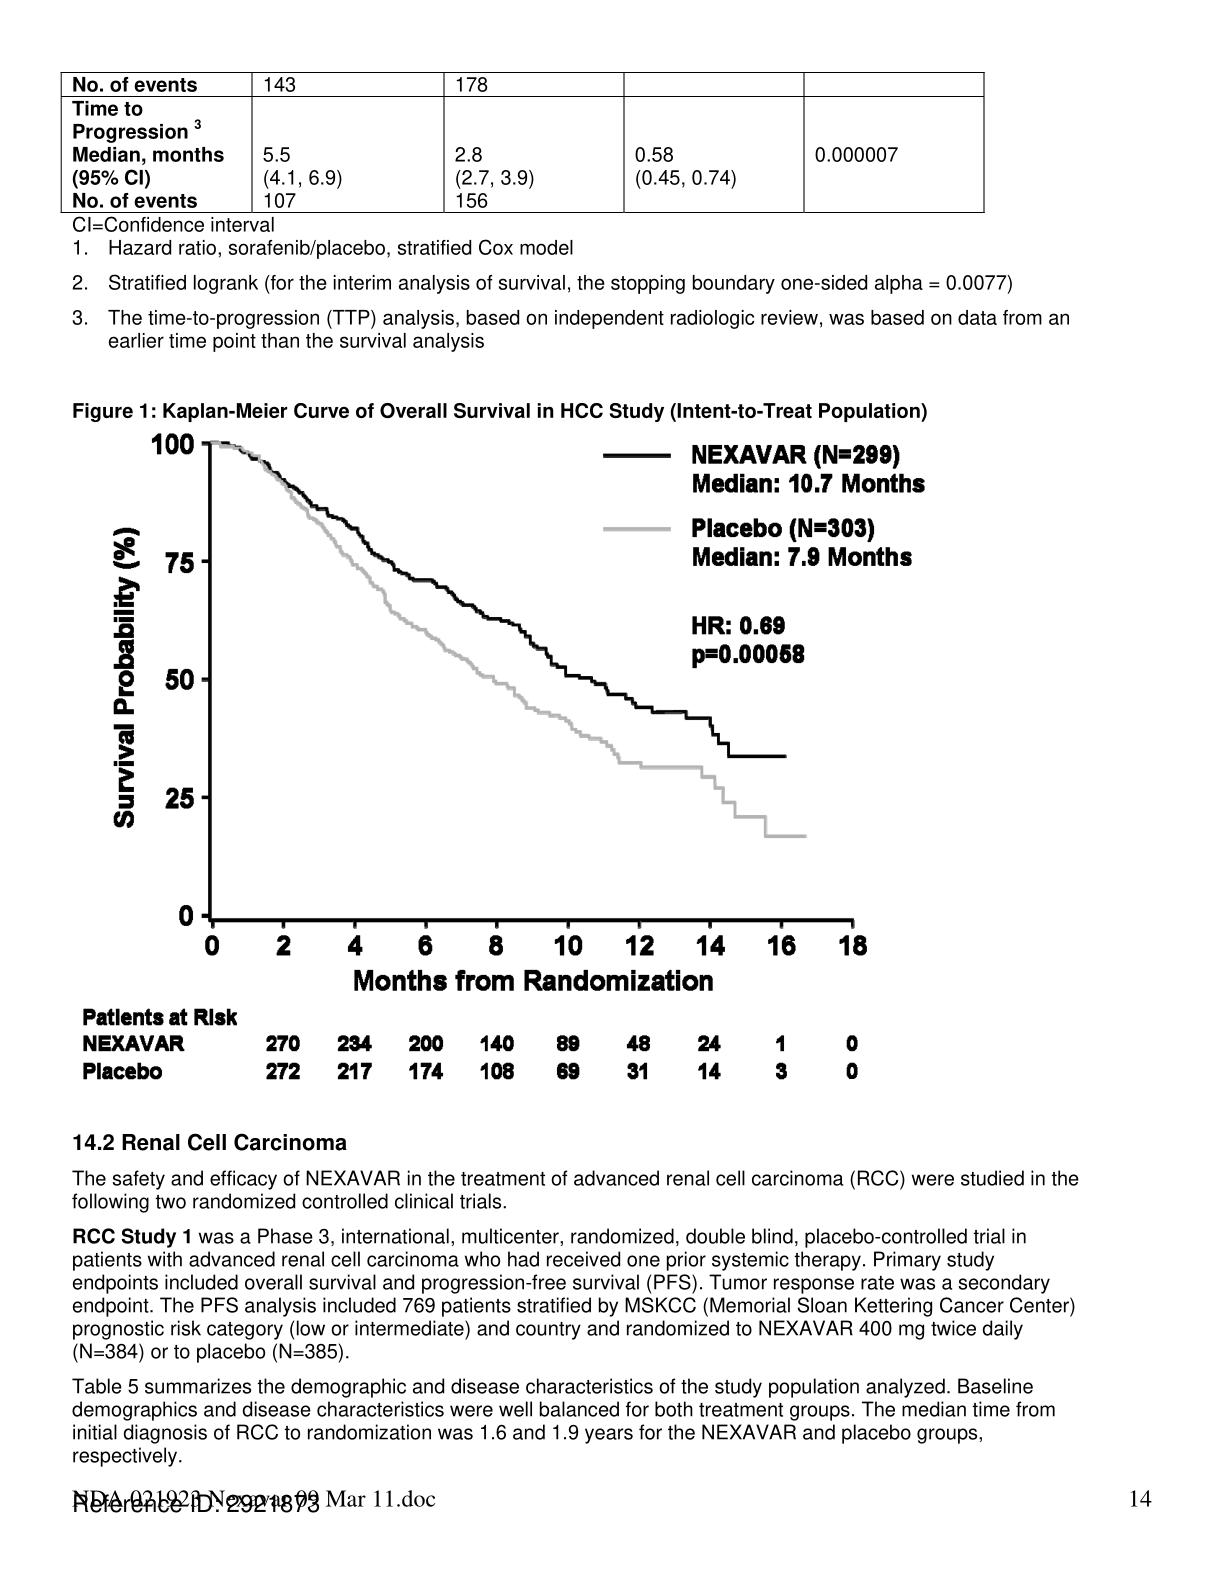 No. of events 143 178
Time to
Progression 3
Median, months 5.5 2.8 0.58 0.000007
(95% CI) (4.1, 6.9) (2.7, 3.9) (0.45, 0.74)
No. of events 107 156
CI=Confidence interval
1. Hazard ratio, sorafenib/placebo, stratified Cox model
2. Stratified logrank (for the interim analysis of survival, the stopping boundary one-sided alpha = 0.0077)
3. The time-to-progression (TTP) analysis, based on independent radiologic review, was based on data from an
earlier time point than the survival analysis
Figure 1: Kaplan-Meier Curve of Overall Survival in HCC Study (Intent-to-Treat Population)
100
75
50
25
0
Survival Probability (%)
NEXAVAR (N=299)
Median: 10.7 Months
Placebo (N=303)
Median: 7.9 Months
HR: 0.69
p=0.00058
0 2 4 6 8 10 12 14 16 18
Months from Randomization
Patients at Risk
NEXAVAR 270 234 200 140 89 48 24 1 0
Placebo 272 217 174 108 69 31 14 3 0
14.2 Renal Cell Carcinoma
The safety and efficacy of NEXAVAR in the treatment of advanced renal cell carcinoma (RCC) were studied in the
following two randomized controlled clinical trials.
RCC Study 1 was a Phase 3, international, multicenter, randomized, double blind, placebo-controlled trial in
patients with advanced renal cell carcinoma who had received one prior systemic therapy. Primary study
endpoints included overall survival and progression-free survival (PFS). Tumor response rate was a secondary
endpoint. The PFS analysis included 769 patients stratified by MSKCC (Memorial Sloan Kettering Cancer Center)
prognostic risk category (low or intermediate) and country and randomized to NEXAVAR 400 mg twice daily
(N=384) or to placebo (N=385).
Table 5 summarizes the demographic and disease characteristics of the study population analyzed. Baseline
demographics and disease characteristics were well balanced for both treatment groups. The median time from
initial diagnosis of RCC to randomization was 1.6 and 1.9 years for the NEXAVAR and placebo groups,
respectively.
NDA 021923 Nexavar 09 Mar 11.doc 14
Reference ID: 2921873